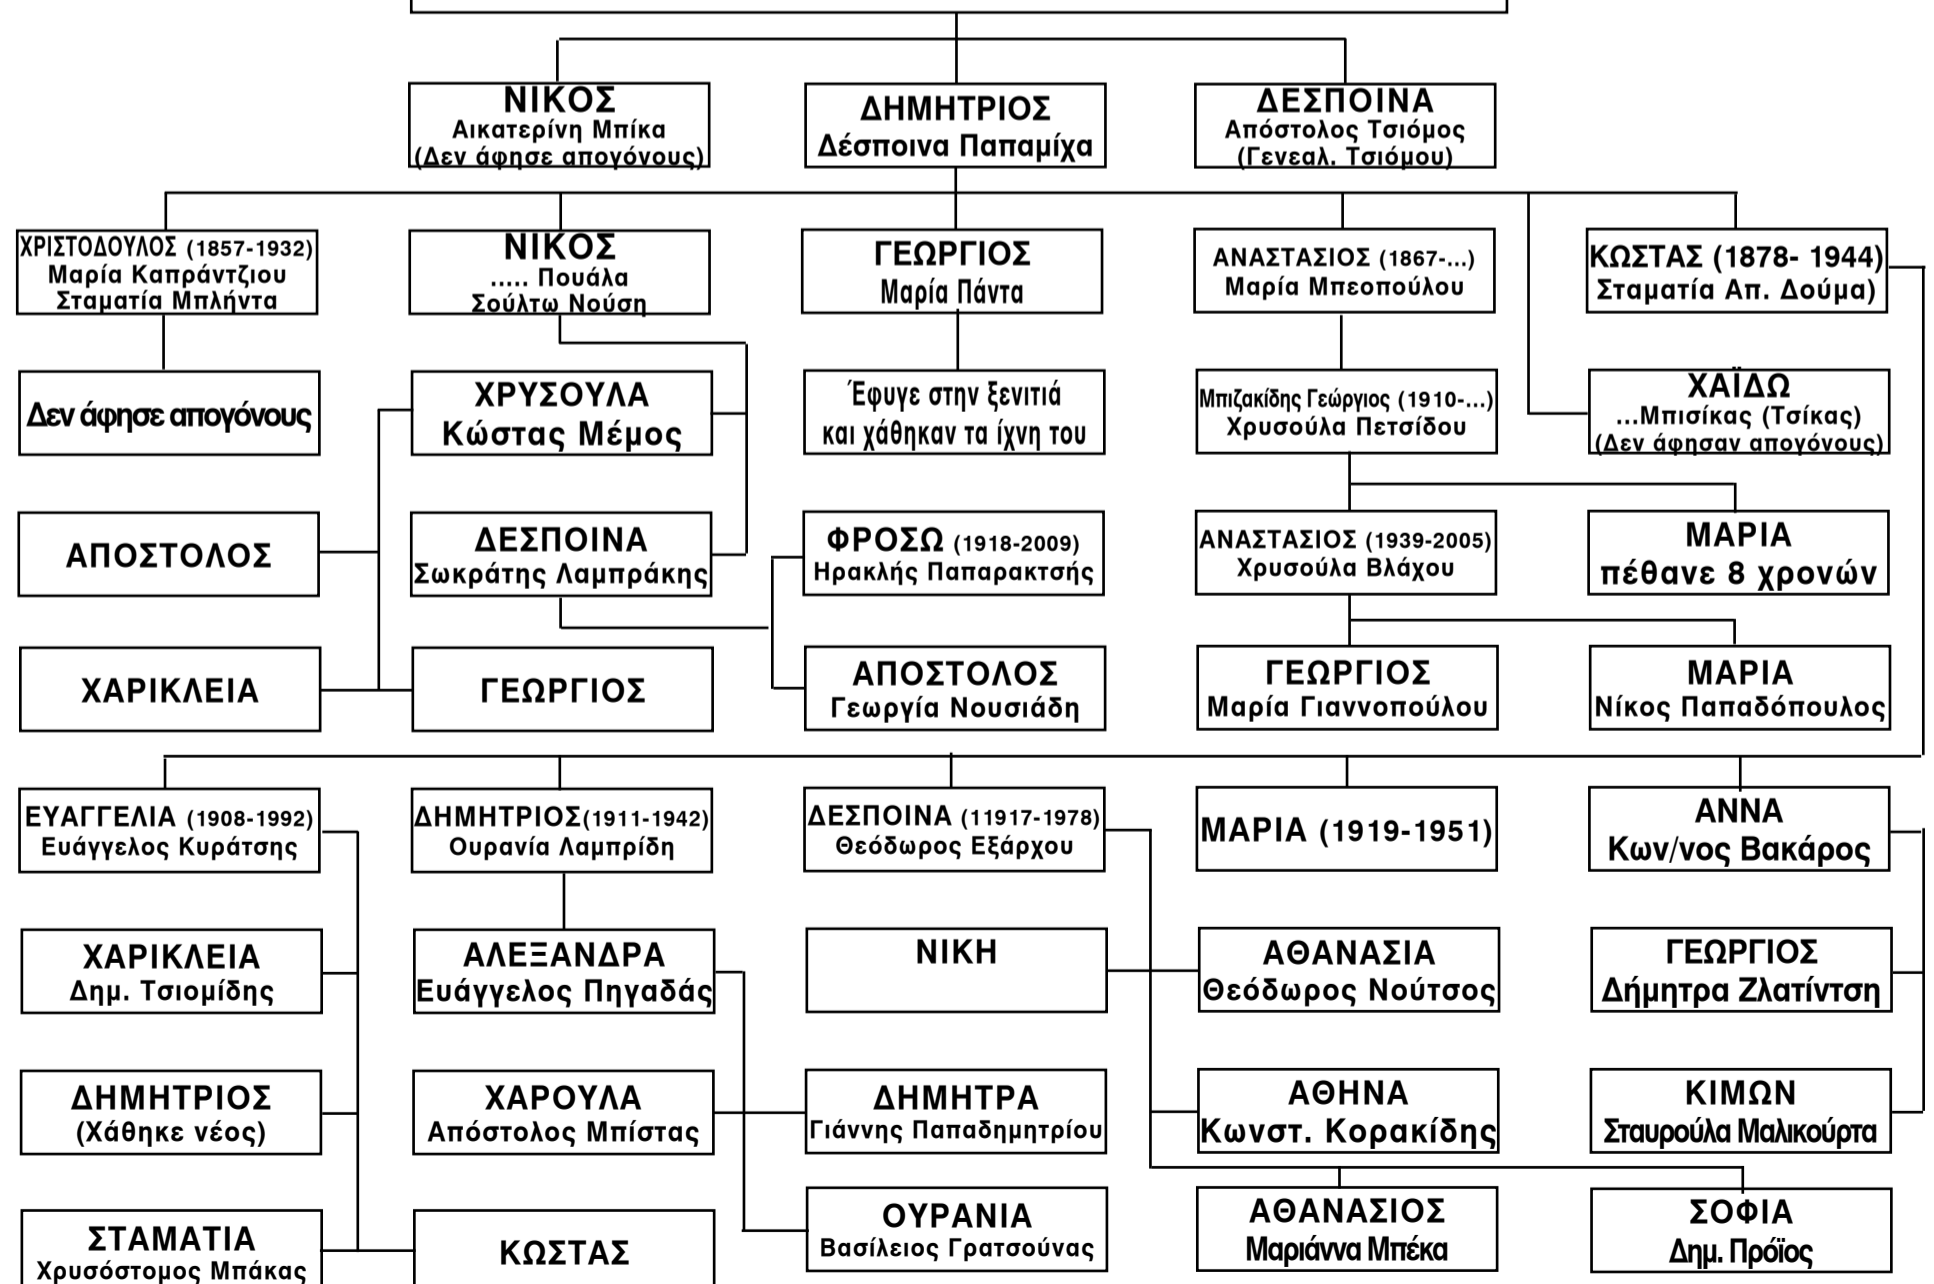 ΝΙΚΟΣ
Αικατερίνη Μπίκα
(Δεν άφησε απογόνους)
ΔΗΜΗΤΡΙΟΣ
Δέσποινα Παπαμίχα
ΔΕΣΠΟΙΝΑ
Απόστολος Τσιόμος
(Γενεαλ. Τσιόμου)
ΧΡΙΣΤΟΔΟΥΛΟΣ (1857-1932)
Μαρία Καπράντζιου
Σταματία Μπλήντα
ΝΙΚΟΣ
..... Πουάλα
Σούλτω Νούση
ΓΕΩΡΓΙΟΣ
Μαρία Πάντα
ΑΝΑΣΤΑΣΙΟΣ (1867-...)
Μαρία Μπεοπούλου
ΚΩΣΤΑΣ (1878- 1944)
Σταματία Απ. Δούμα)
Δεν άφησε απογόνους
ΧΡΥΣΟΥΛΑ
Κώστας Μέμος
Έφυγε στην ξενιτιά
και χάθηκαν τα ίχνη του
Μπιζακίδης Γεώργιος (1910-...)
Χρυσούλα Πετσίδου
ΧΑΪΔΩ
...Μπισίκας (Τσίκας)
(Δεν άφησαν απογόνους)
ΑΠΟΣΤΟΛΟΣ
ΔΕΣΠΟΙΝΑ
Σωκράτης Λαμπράκης
ΦΡΟΣΩ (1918-2009)
Ηρακλής Παπαρακτσής
ΑΝΑΣΤΑΣΙΟΣ (1939-2005)
Χρυσούλα Βλάχου
ΜΑΡΙΑ
πέθανε 8 χρονών
ΧΑΡΙΚΛΕΙΑ
ΓΕΩΡΓΙΟΣ
ΑΠΟΣΤΟΛΟΣ
Γεωργία Νουσιάδη
ΓΕΩΡΓΙΟΣ
Μαρία Γιαννοπούλου
ΜΑΡΙΑ
Νίκος Παπαδόπουλος
ΕΥΑΓΓΕΛΙΑ (1908-1992)
Ευάγγελος Κυράτσης
ΔΗΜΗΤΡΙΟΣ(1911-1942)
Ουρανία Λαμπρίδη
ΔΕΣΠΟΙΝΑ (11917-1978)
Θεόδωρος Εξάρχου
ΜΑΡΙΑ (1919-1951)
ΑΝΝΑ
Κων/νος Βακάρος
ΧΑΡΙΚΛΕΙΑ
Δημ. Τσιομίδης
ΑΛΕΞΑΝΔΡΑ
Ευάγγελος Πηγαδάς
ΝΙΚΗ
ΑΘΑΝΑΣΙΑ
Θεόδωρος Νούτσος
ΓΕΩΡΓΙΟΣ
Δήμητρα Ζλατίντση
ΔΗΜΗΤΡΙΟΣ
(Χάθηκε νέος)
ΧΑΡΟΥΛΑ
Απόστολος Μπίστας
ΔΗΜΗΤΡΑ
Γιάννης Παπαδημητρίου
ΑΘΗΝΑ
Κωνστ. Κορακίδης
ΚΙΜΩΝ
Σταυρούλα Μαλικούρτα
ΣΤΑΜΑΤΙΑ
Χρυσόστομος Μπάκας
ΚΩΣΤΑΣ
ΟΥΡΑΝΙΑ
Βασίλειος Γρατσούνας
ΑΘΑΝΑΣΙΟΣ
Μαριάννα Μπέκα
ΣΟΦΙΑ
Δημ. Πρόϊος